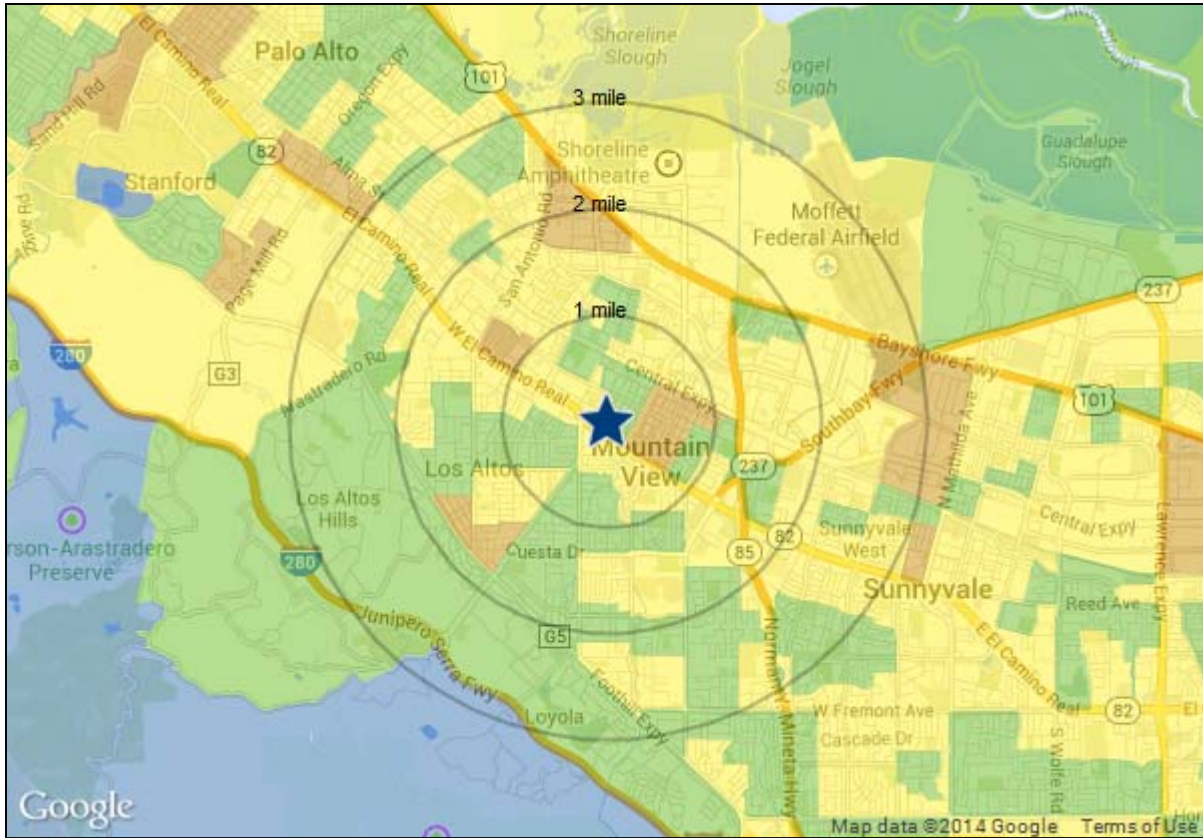 Palo Alto
El Camino Real
Sand Hill Rd
Oregon Expy
101
Shoreline
Slough
Jogel
Slough
Guadalupe
Slough
3 mile
82
Alma St
Stanford
Shoreline
Amphitheatre
San Antonio Rd
2 mile
Moffett
Federal Airfield
Page Mill Rd
El Camino Real
237
1 mile
W El Camino Real
280
G3
Arastradero Rd
Central Expy
Bayshore Fwy
101
Southbay Fwy
N Mathilda Ave
Mountain
View
237
Los Altos
Los Altos
Hills
erson-Arastradero
Preserve
280
Cuesta Dr
85
82
Sunnyvale
West
Central Expy
Lawrence Expy
Sunnyvale
Reed Ave
Junipero Serra Fwy
G5
Foothill Expy
Loyola
Norman Y. Mineta Hwy
W Fremont Ave
Cascade Dr
E El Camino Real
82
El
S Wolfe Rd
Google
Map data ©2014 Google
Terms of Use